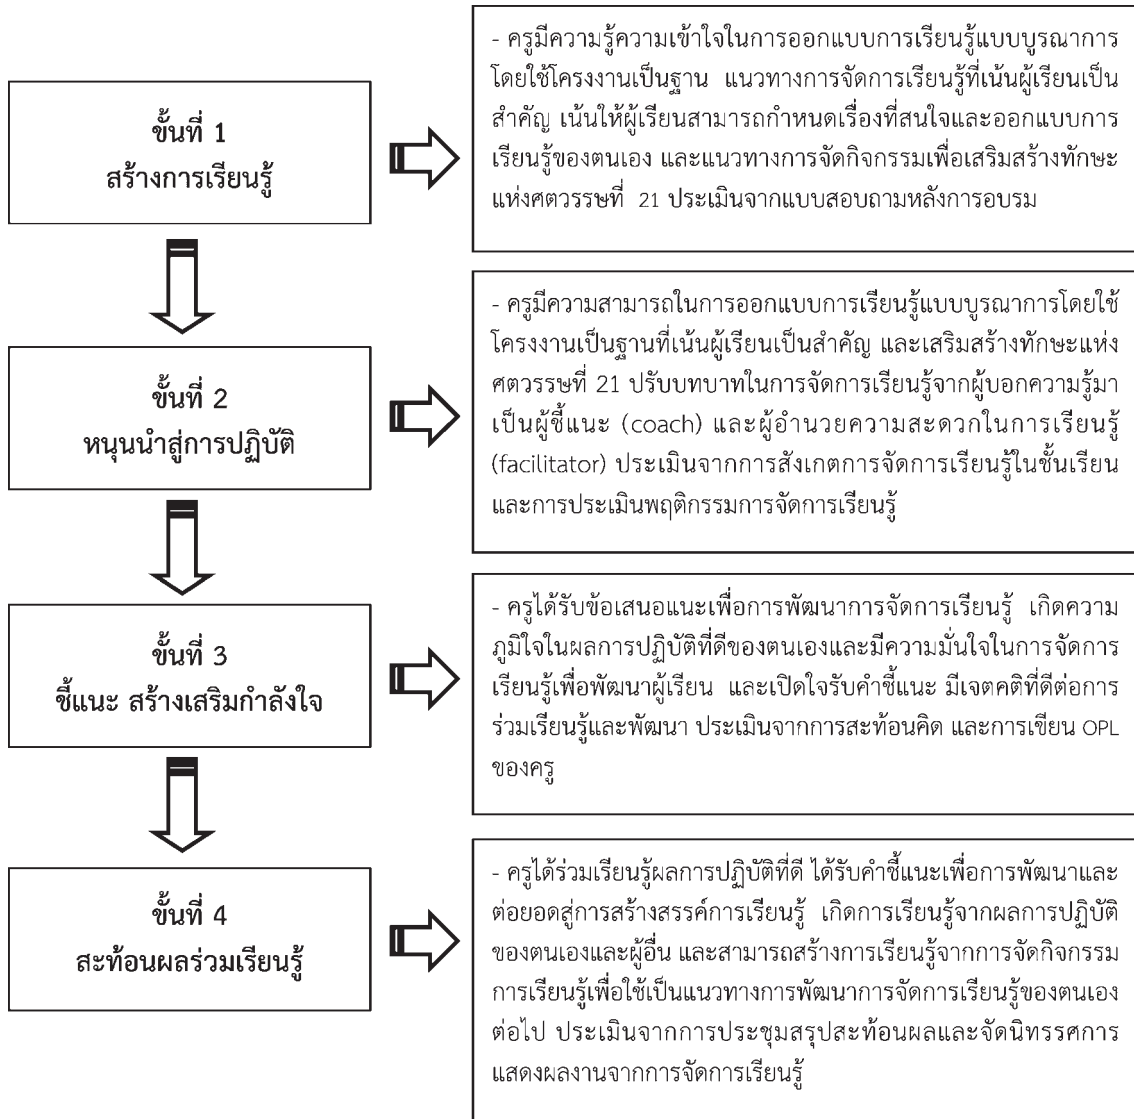 ขั้นที่ 1
สร้างการเรียนรู้
- ครูมีความรู้ความเข้าใจในการออกแบบการเรียนรู้แบบบูรณาการ
โดยใช้โครงงานเป็นฐาน แนวทางการจัดการเรียนรู้ที่เน้นผู้เรียนเป็น
สำคัญ เน้นให้ผู้เรียนสามารถกำหนดเรื่องที่สนใจและออกแบบการ
เรียนรู้ของตนเอง และแนวทางการจัดกิจกรรมเพื่อเสริมสร้างทักษะ
แห่งศตวรรษที่ 21 ประเมินจากแบบสอบถามหลังการอบรม
ขั้นที่ 2
หนุนนำสู่การปฏิบัติ
- ครูมีความสามารถในการออกแบบการเรียนรู้แบบบูรณาการโดยใช้
โครงงานเป็นฐานที่เน้นผู้เรียนเป็นสำคัญ และเสริมสร้างทักษะแห่ง
ศตวรรษที่ 21 ปรับบทบาทในการจัดการเรียนรู้จากผู้บอกความรู้มา
เป็นผู้ชี้แนะ (coach) และผู้อำนวยความสะดวกในการเรียนรู้
(facilitator) ประเมินจากการสังเกตการจัดการเรียนรู้ในชั้นเรียน
และการประเมินพฤติกรรมการจัดการเรียนรู้
ขั้นที่ 3
ชี้แนะ สร้างเสริมกำลังใจ
- ครูได้รับข้อเสนอแนะเพื่อการพัฒนาการจัดการเรียนรู้ เกิดความ
ภูมิใจในผลการปฏิบัติที่ดีของตนเองและมีความมั่นใจในการจัดการ
เรียนรู้เพื่อพัฒนาผู้เรียน และเปิดใจรับคำชี้แนะ มีเจตคติที่ดีต่อการ
ร่วมเรียนรู้และพัฒนา ประเมินจากการสะท้อนคิด และการเขียน OPL
ของครู
ขั้นที่ 4
สะท้อนผลร่วมเรียนรู้
- ครูได้ร่วมเรียนรู้ผลการปฏิบัติที่ดี ได้รับคำชี้แนะเพื่อการพัฒนาและ
ต่อยอดสู่การสร้างสรรค์การเรียนรู้ เกิดการเรียนรู้จากผลการปฏิบัติ
ของตนเองและผู้อื่น และสามารถสร้างการเรียนรู้จากการจัดกิจกรรม
การเรียนรู้เพื่อใช้เป็นแนวทางการพัฒนาการจัดการเรียนรู้ของตนเอง
ต่อไป ประเมินจากการประชุมสรุปสะท้อนผลและจัดนิทรรศการ
แสดงผลงานจากการจัดการเรียนรู้